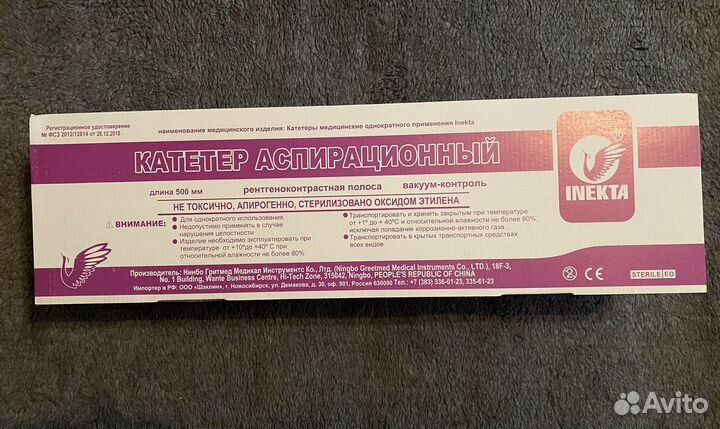 Регистрационное удостоверение
№ ФСЗ 2012/12814 от 26.12.2018
наименование медицинского изделия: Катетеры медицинские однократного применения Inekta
КАТЕТЕР АСПИРАЦИОННЫЙ
длина 500 мм рентгеноконтрастная полоса вакуум-контроль
НЕ ТОКСИЧНО, АПИРОГЕННО, СТЕРИЛИЗОВАНО ОКСИДОМ ЭТИЛЕНА
⚠ ВНИМАНИЕ:
• Для однократного использования.
• Недопустимо применять в случае
нарушения целостности
• Изделие необходимо эксплуатировать при
температуре от +10°до +40° С при
относительной влажности не более 80%
• Транспортировать и хранить закрытым при температуре
от +1° до + 40°С и относительной влажности не более 80%,
исключая попадание коррозионно-активного газа.
• Транспортировать в крытых транспортных средствах
всех видов.
INEKTA
Производитель: Нинбо Гритмед Медикал Инструментс Ко., Лтд. (Ningbo Greetmed Medical Instruments Co., LTD.), 18F-3,
No. 1 Building, Wante Business Centre, Hi-Tech Zone, 315042, Ningbo, PEOPLE'S REPUBLIC OF CHINA
Импортер в РФ: ООО «Шаклин», г. Новосибирск, ул. Демакова, д. 30, оф. 901, Россия 630090 Тел.: +7 (383) 336-01-23, 335-61-23
2
CE
STERILE EO
Avito